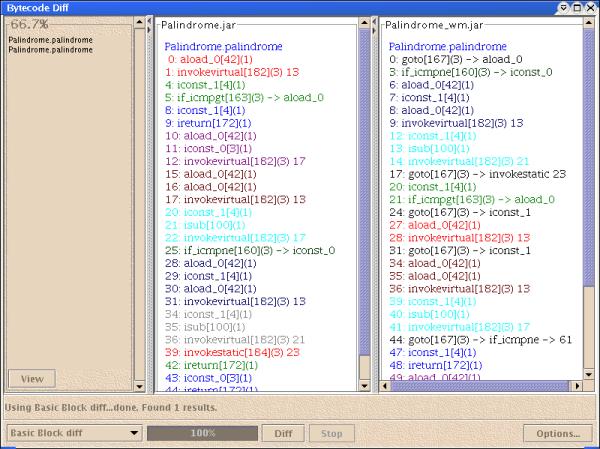 Bytecode Diff
66.7%
Palindrome.palindrome
Palindrome.palindrome
View
Palindrome.jar
Palindrome.palindrome
0: aload_0[42](1)
1: invokevirtual[182](3) 13
4: iconst_1[4](1)
5: if_icmpgt[163](3) -> aload_0
8: iconst_1[4](1)
9: ireturn[172](1)
10: aload_0[42](1)
11: iconst_0[3](1)
12: invokevirtual[182](3) 17
15: aload_0[42](1)
16: aload_0[42](1)
17: invokevirtual[182](3) 13
20: iconst_1[4](1)
21: isub[100](1)
22: invokevirtual[182](3) 17
25: if_icmpne[160](3) -> iconst_0
28: aload_0[42](1)
29: iconst_1[4](1)
30: aload_0[42](1)
31: invokevirtual[182](3) 13
34: iconst_1[4](1)
35: isub[100](1)
36: invokevirtual[182](3) 21
39: invokestatic[184](3) 23
42: ireturn[172](1)
43: iconst_0[3](1)
44: ireturn[172](1)
Palindrome_wm.jar
Palindrome.palindrome
0: goto[167](3) -> aload_0
3: if_icmpne[160](3) -> iconst_0
6: aload_0[42](1)
7: iconst_1[4](1)
8: aload_0[42](1)
9: invokevirtual[182](3) 13
12: iconst_1[4](1)
13: isub[100](1)
14: invokevirtual[182](3) 21
17: goto[167](3) -> invokestatic 23
20: iconst_1[4](1)
21: if_icmpgt[163](3) -> aload_0
24: goto[167](3) -> iconst_1
27: aload_0[42](1)
28: invokevirtual[182](3) 13
31: goto[167](3) -> iconst_1
34: aload_0[42](1)
35: aload_0[42](1)
36: invokevirtual[182](3) 13
39: iconst_1[4](1)
40: isub[100](1)
41: invokevirtual[182](3) 17
44: goto[167](3) -> if_icmpne -> 61
47: iconst_1[4](1)
48: ireturn[172](1)
49: aload_0[42](1)
Using Basic Block diff...done. Found 1 results.
Basic Block diff
100%
Diff
Stop
Options...